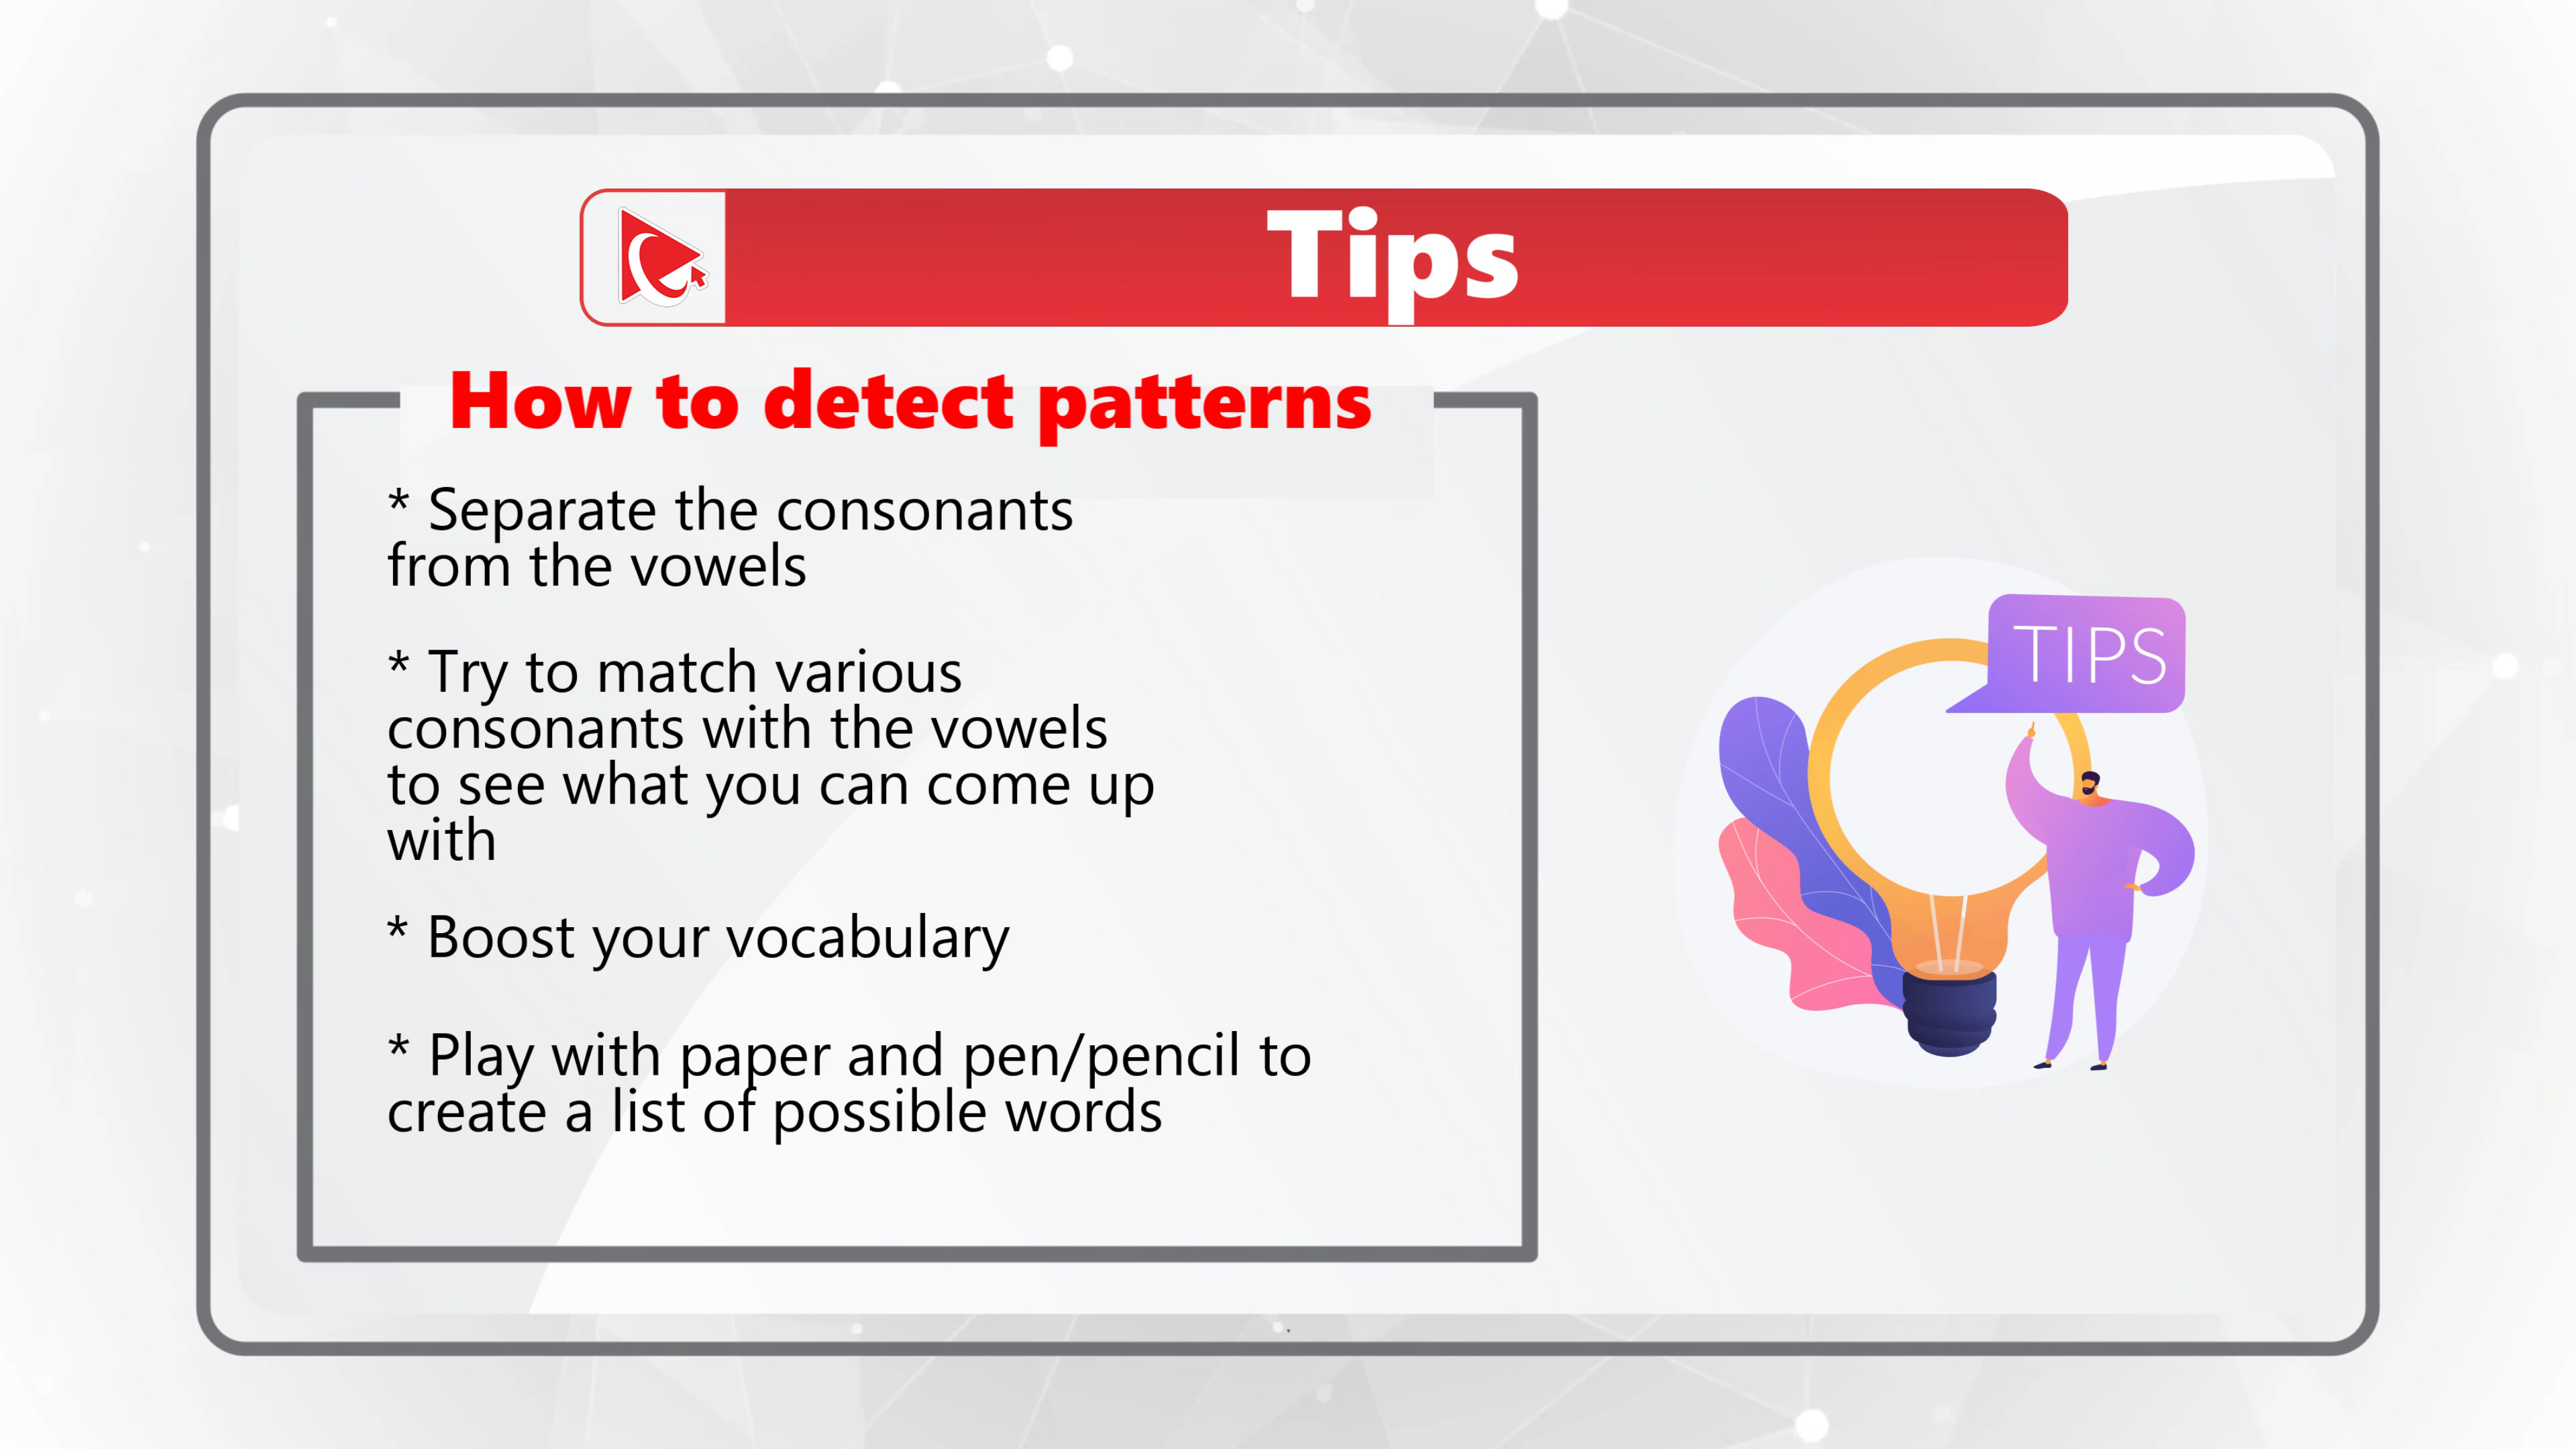 Tips
How to detect patterns
* Separate the consonants
from the vowels
* Try to match various
consonants with the vowels
to see what you can come up
with
* Boost your vocabulary
* Play with paper and pen/pencil to
create a list of possible words
TIPS